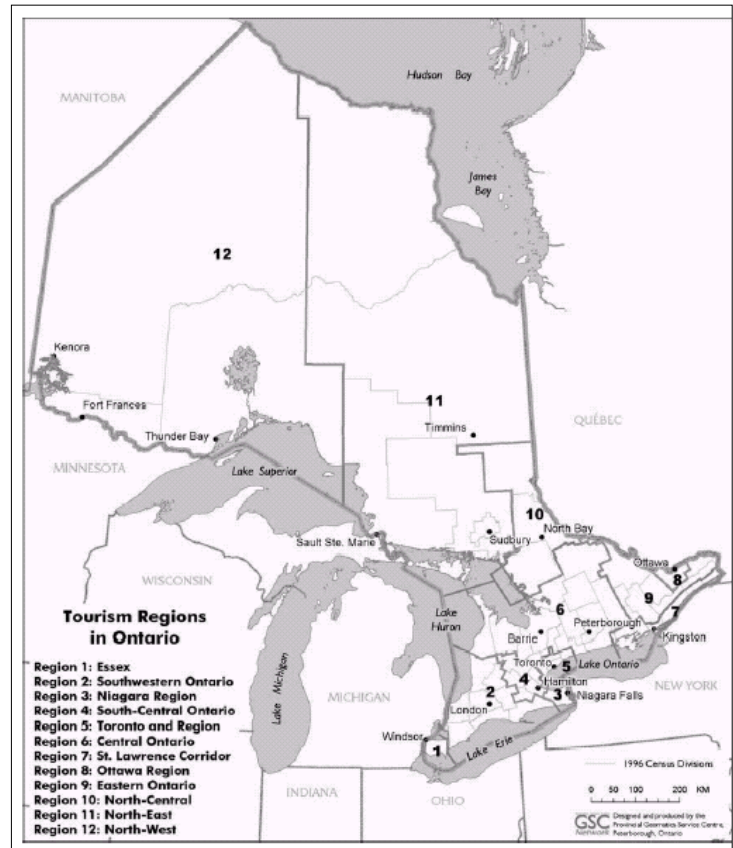 Hudson Bay
MANITOBA
James
Bay
12
Kenora
11
Fort Frances
QUÉBEC
Timmins
Thunder Bay
MINNESOTA
Lake Superior
10
North Bay
Sudbury
Sault Ste. Marie
Ottawa
8
WISCONSIN
9
6
7
Tourism Regions
in Ontario
Lake
Huron
Peterborough
Barrie
Kingston
Region 1: Essex
Region 2: Southwestern Ontario
Region 3: Niagara Region
Region 4: South-Central Ontario
Region 5: Toronto and Region
Region 6: Central Ontario
Region 7: St. Lawrence Corridor
Region 8: Ottawa Region
Region 9: Eastern Ontario
Region 10: North-Central
Region 11: North-East
Region 12: North-West
Lake Michigan
MICHIGAN
Toronto
5
Lake Ontario
4
Hamilton
NEW YORK
2
3
Niagara Falls
London
Windsor
1
Lake Erie
INDIANA
OHIO
1996 Census Divisions
0 50 100 200 KM
GSC
Network
Designed and produced by the
Provincial Geomatics Service Centre,
Peterborough, Ontario